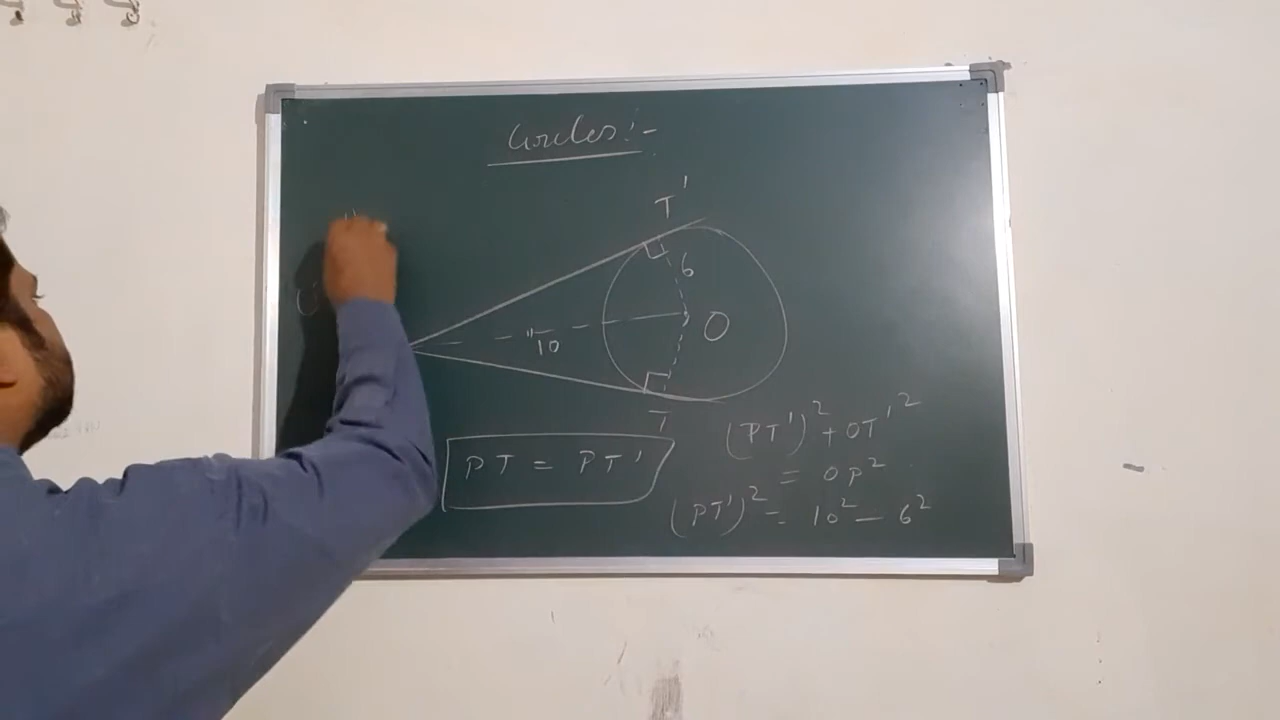 Circles:-
T'
6
O
"10
T
PT = PT'
(PT')² + OT'²
= OP²
(PT')² = 10² - 6²